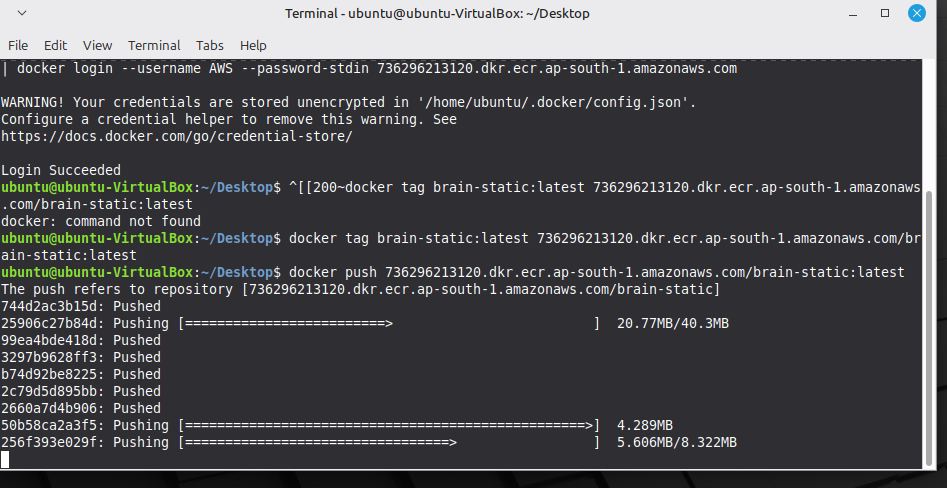 Terminal - ubuntu@ubuntu-VirtualBox: ~/Desktop
File Edit View Terminal Tabs Help
| docker login --username AWS --password-stdin 736296213120.dkr.ecr.ap-south-1.amazonaws.com
WARNING! Your credentials are stored unencrypted in '/home/ubuntu/.docker/config.json'.
Configure a credential helper to remove this warning. See
https://docs.docker.com/go/credential-store/
Login Succeeded
ubuntu@ubuntu-VirtualBox:~/Desktop$ ^[[200~docker tag brain-static:latest 736296213120.dkr.ecr.ap-south-1.amazonaws
.com/brain-static:latest
docker: command not found
ubuntu@ubuntu-VirtualBox:~/Desktop$ docker tag brain-static:latest 736296213120.dkr.ecr.ap-south-1.amazonaws.com/br
ain-static:latest
ubuntu@ubuntu-VirtualBox:~/Desktop$ docker push 736296213120.dkr.ecr.ap-south-1.amazonaws.com/brain-static:latest
The push refers to repository [736296213120.dkr.ecr.ap-south-1.amazonaws.com/brain-static]
744d2ac3b15d: Pushed
25906c27b84d: Pushing [=========================>                         ]  20.77MB/40.3MB
99ea4bde418d: Pushed
3297b9628ff3: Pushed
b74d92be8225: Pushed
2c79d5d895bb: Pushed
2660a7d4b906: Pushed
50b58ca2a3f5: Pushing [==================================================>]  4.289MB
256f393e029f: Pushing [=================================>                 ]  5.606MB/8.322MB